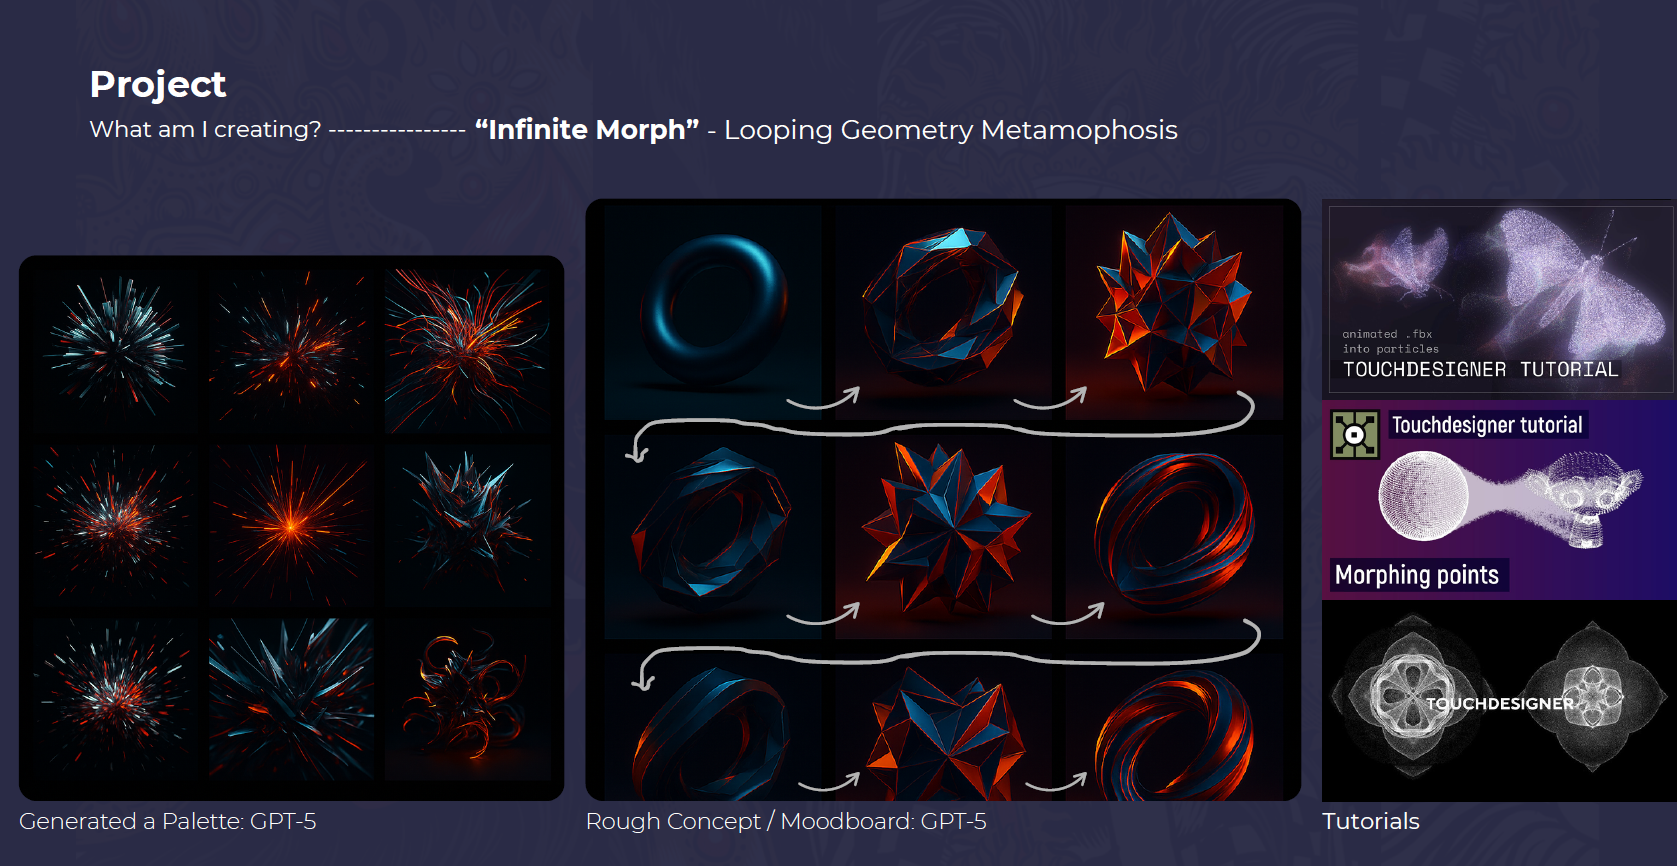 Project
What am I creating? ---------------- “Infinite Morph” - Looping Geometry Metamophosis
animated .fbx
into particles
TOUCHDESIGNER TUTORIAL
Touchdesigner tutorial
Morphing points
TOUCHDESIGNER
Generated a Palette: GPT-5
Rough Concept / Moodboard: GPT-5
Tutorials